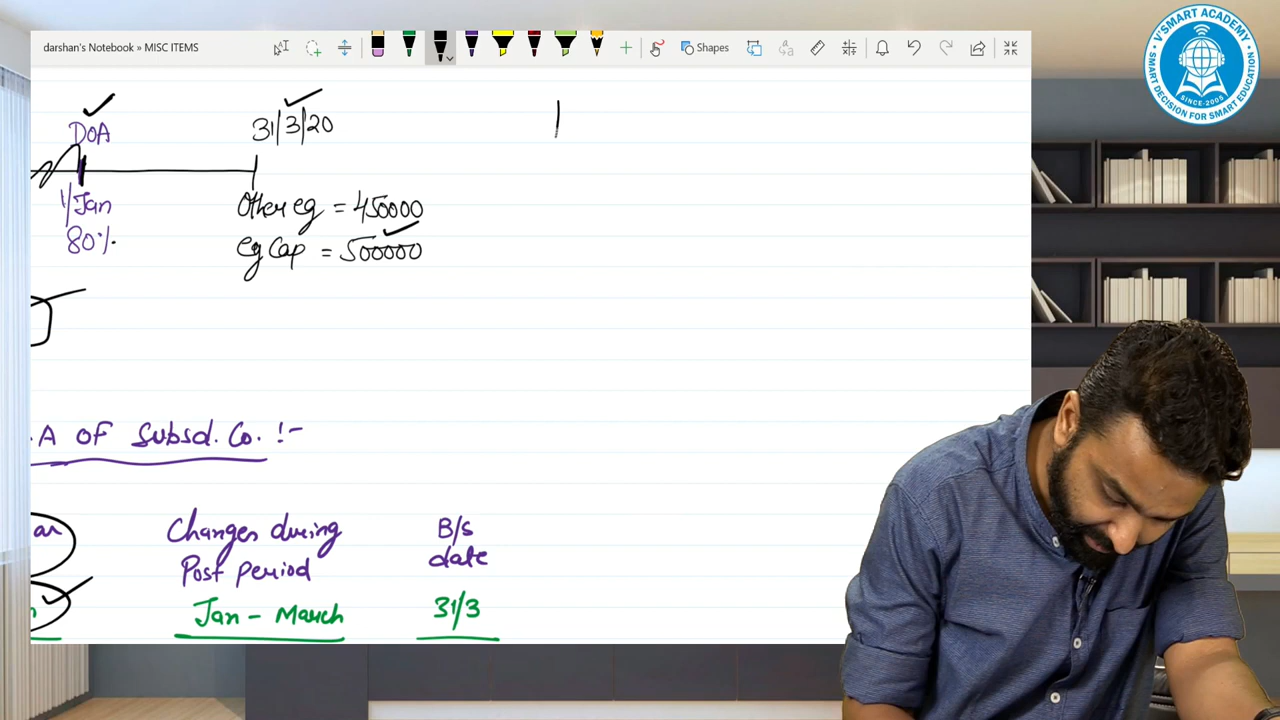 darshan's Notebook » MISC ITEMS
Shapes
V'SMART ACADEMY
SINCE-2005
SMART DECISION FOR SMART EDUCATION
DOA
31/3/20
1/Jan
80%
Other eq = 450000
Eq Cap = 500000
.A OF Subsd. Co. :-
Changes during
Post period
B/s
date
Jan - March
31/3